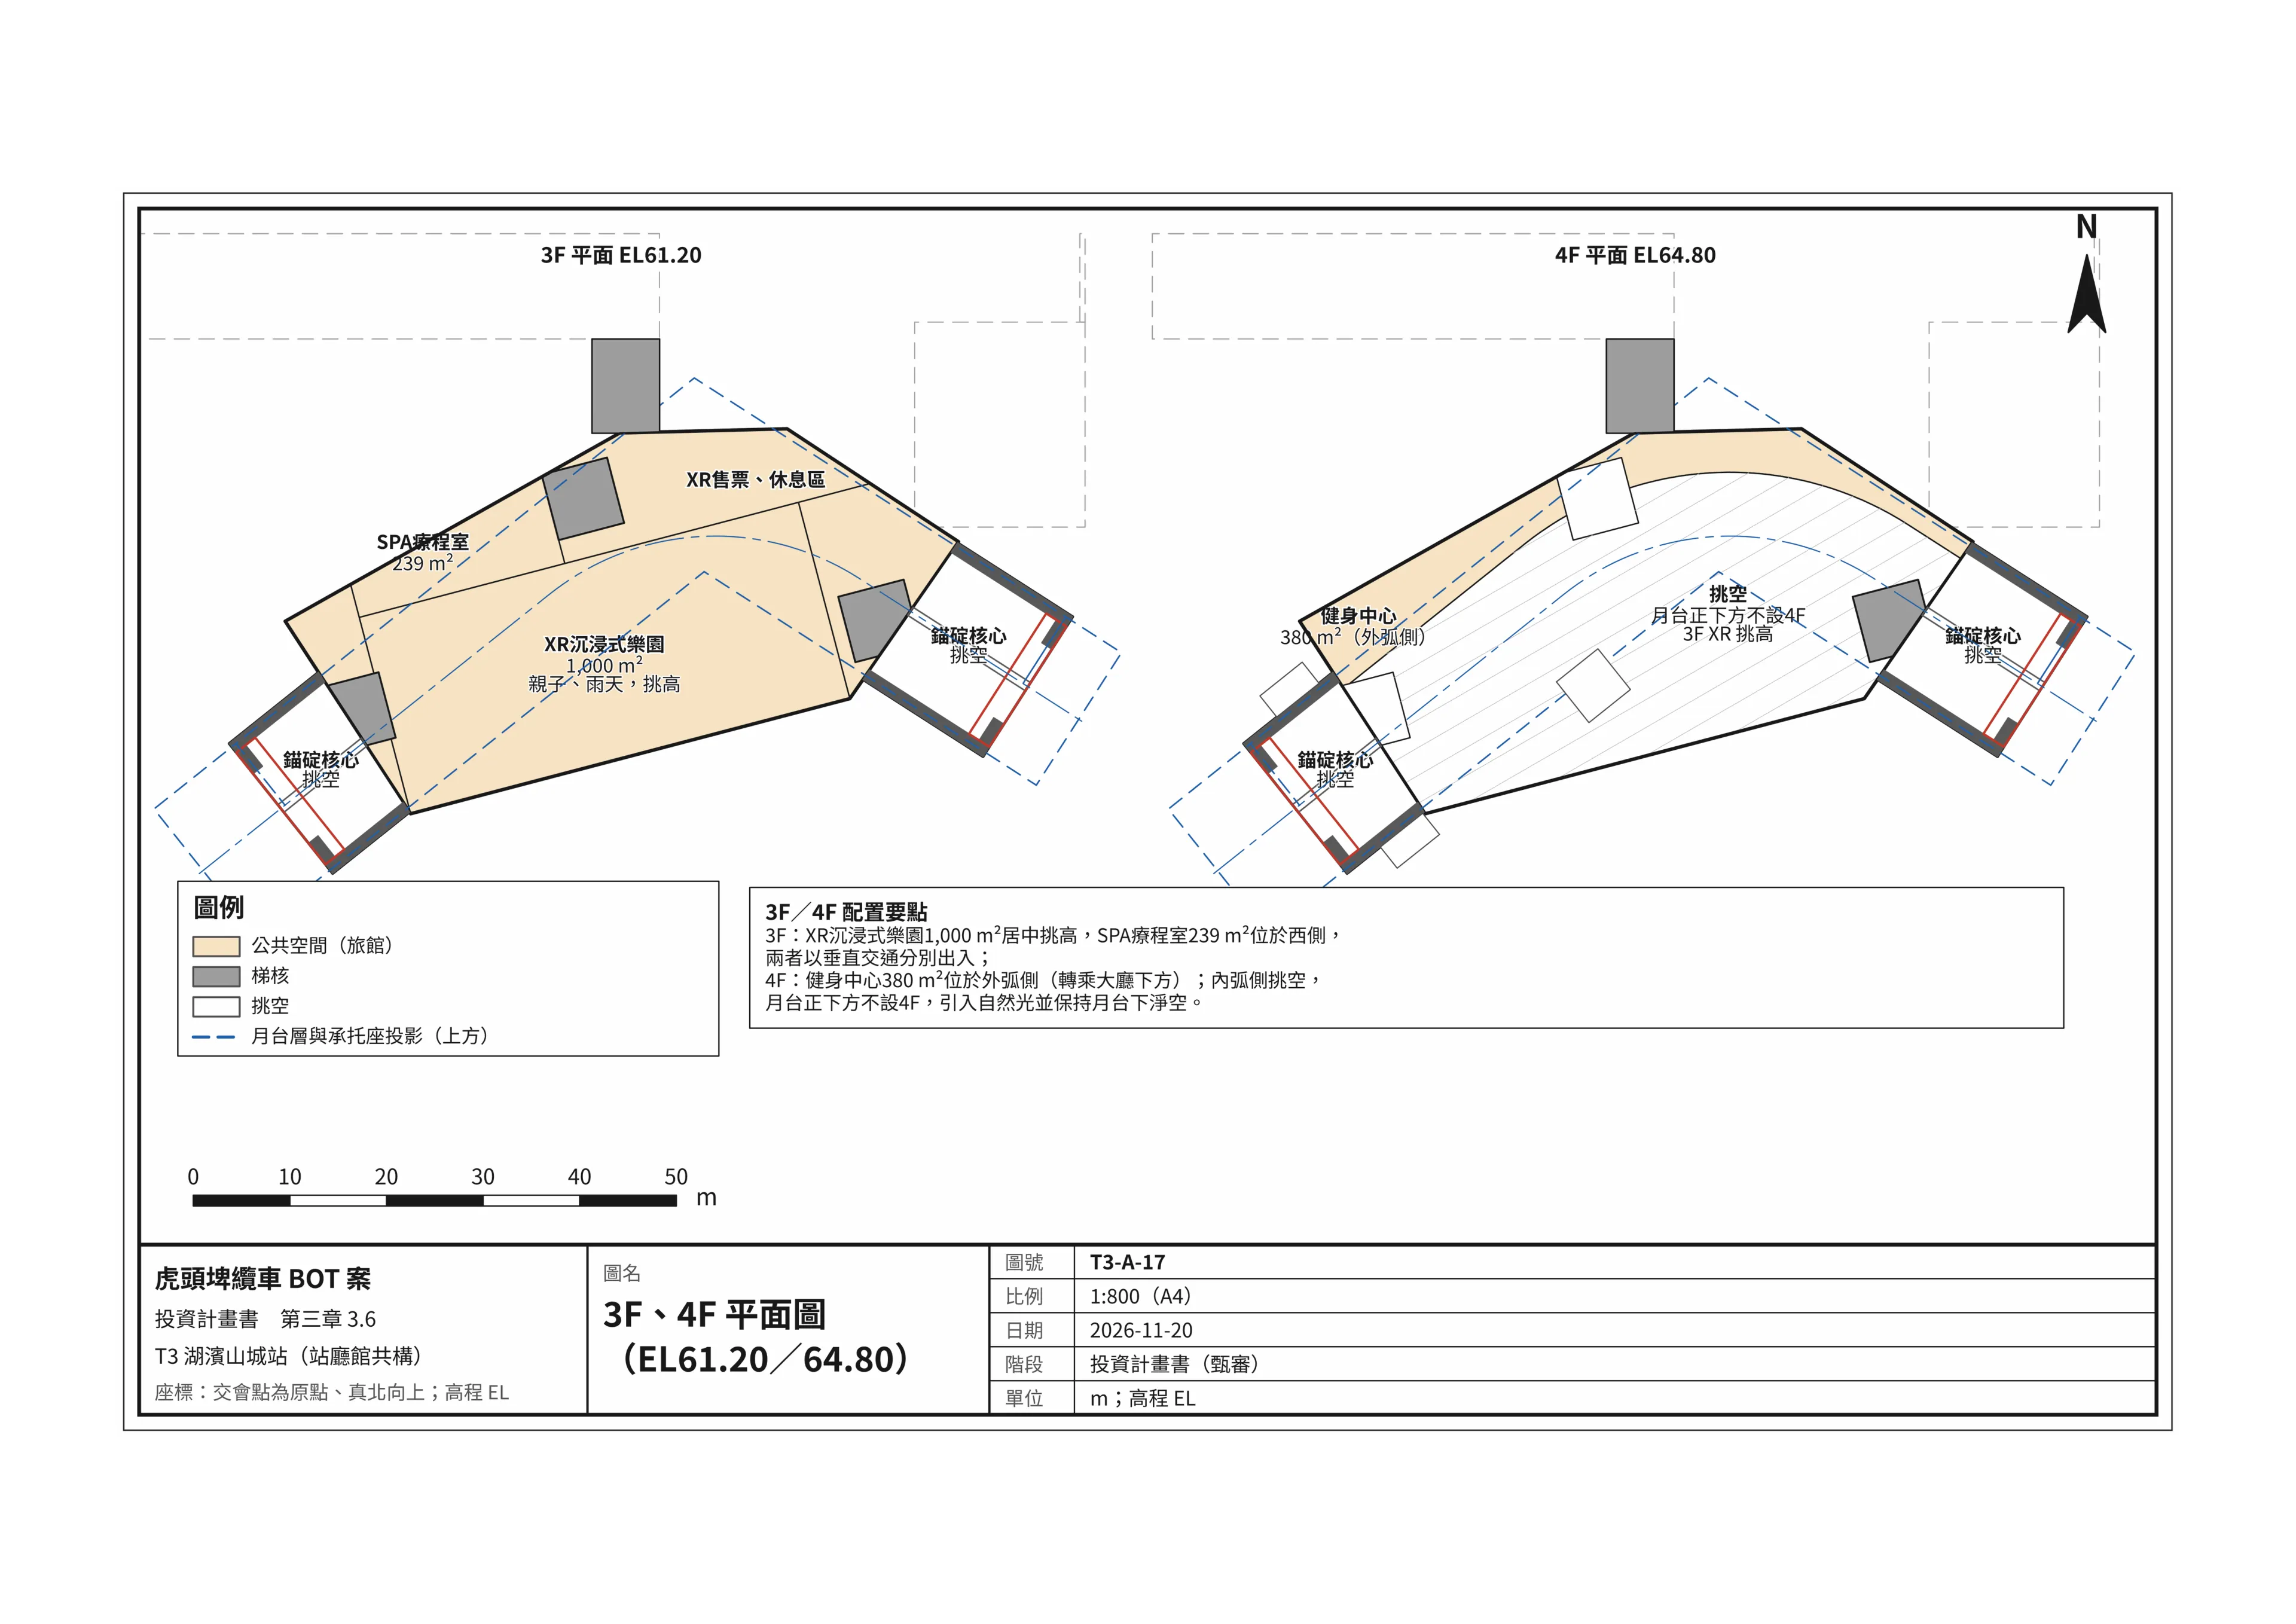 3F 平面 EL61.20
4F 平面 EL64.80
N
XR售票、休息區
SPA療程室
239 m²
XR沉浸式樂園
1,000 m²
親子、雨天，挑高
錨碇核心
挑空
錨碇核心
挑空
健身中心
380 m²（外弧側）
挑空
月台正下方不設4F
3F XR 挑高
錨碇核心
挑空
錨碇核心
挑空
圖例
公共空間（旅館）
梯核
挑空
月台層與承托座投影（上方）
3F／4F 配置要點
3F：XR沉浸式樂園1,000 m²居中挑高，SPA療程室239 m²位於西側，
兩者以垂直交通分別出入；
4F：健身中心380 m²位於外弧側（轉乘大廳下方）；內弧側挑空，
月台正下方不設4F，引入自然光並保持月台下淨空。
0 10 20 30 40 50 m
虎頭埤纜車 BOT 案
投資計畫書　第三章 3.6
T3 湖濱山城站（站廳館共構）
座標：交會點為原點、真北向上；高程 EL
圖名
3F、4F 平面圖
（EL61.20／64.80）
圖號 T3-A-17
比例 1:800（A4）
日期 2026-11-20
階段 投資計畫書（甄審）
單位 m；高程 EL